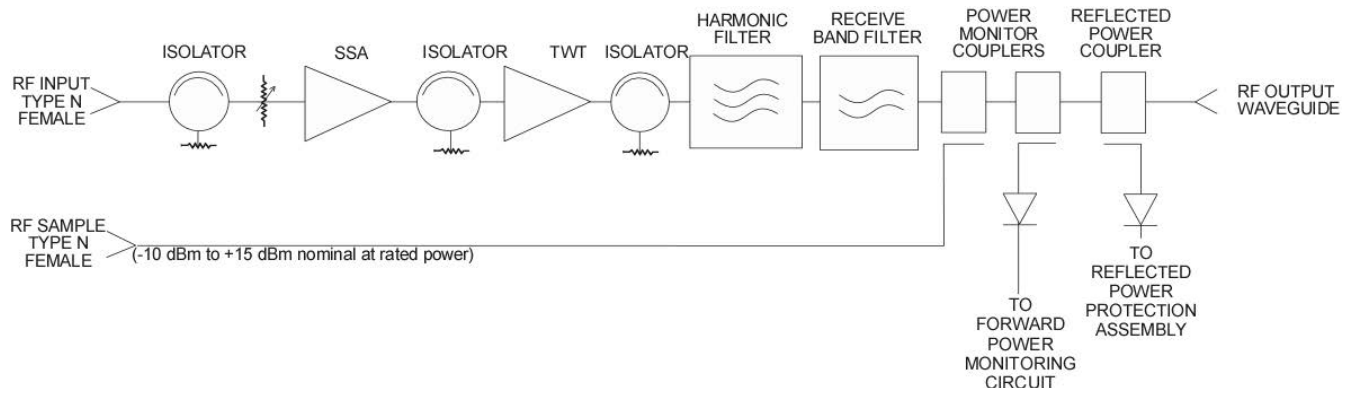 HARMONIC
FILTER
RECEIVE
BAND FILTER
POWER
MONITOR
COUPLERS
REFLECTED
POWER
COUPLER
ISOLATOR
SSA
ISOLATOR
TWT
ISOLATOR
RF INPUT
TYPE N
FEMALE
RF OUTPUT
WAVEGUIDE
RF SAMPLE
TYPE N
FEMALE
(-10 dBm to +15 dBm nominal at rated power)
TO
FORWARD
POWER
MONITORING
CIRCUIT
TO
REFLECTED
POWER
PROTECTION
ASSEMBLY